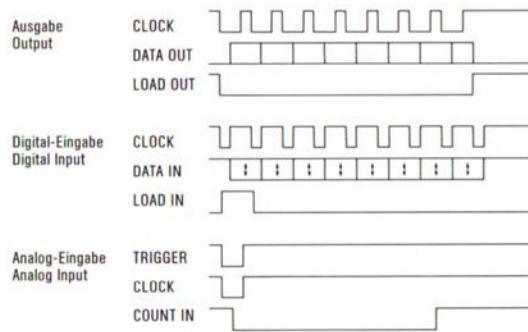 Ausgabe
Output
CLOCK
DATA OUT
LOAD OUT
Digital-Eingabe
Digital Input
CLOCK
DATA IN
LOAD IN
Analog-Eingabe
Analog Input
TRIGGER
CLOCK
COUNT IN